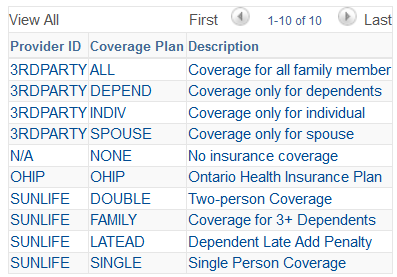 View All First 1-10 of 10 Last
Provider ID Coverage Plan Description
3RDPARTY ALL Coverage for all family member
3RDPARTY DEPEND Coverage only for dependents
3RDPARTY INDIV Coverage only for individual
3RDPARTY SPOUSE Coverage only for spouse
N/A NONE No insurance coverage
OHIP OHIP Ontario Health Insurance Plan
SUNLIFE DOUBLE Two-person Coverage
SUNLIFE FAMILY Coverage for 3+ Dependents
SUNLIFE LATEAD Dependent Late Add Penalty
SUNLIFE SINGLE Single Person Coverage